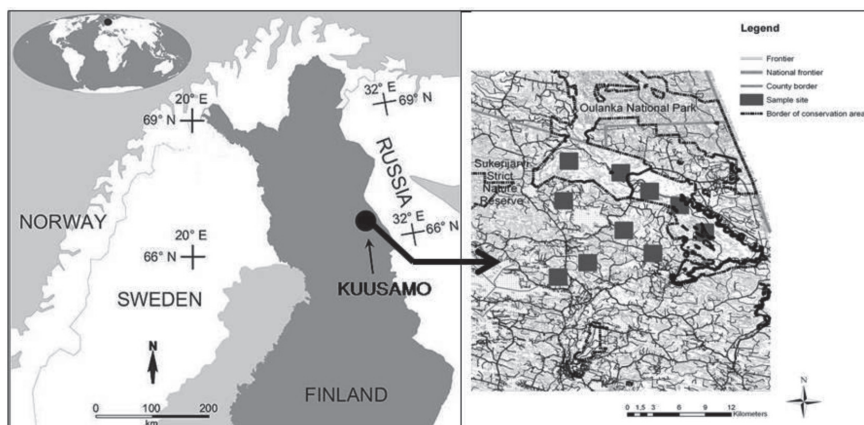 20° E
69° N
32° E
69° N
RUSSIA
NORWAY
20° E
66° N
32° E
66° N
SWEDEN
KUUSAMO
N
FINLAND
0 100 200
km
Legend
Frontier
National frontier
County border
Sample site
Border of conservation area
Oulanka National Park
Strict
Nature
Reserve
N
0 1,5 3 6 9 12
Kilometers